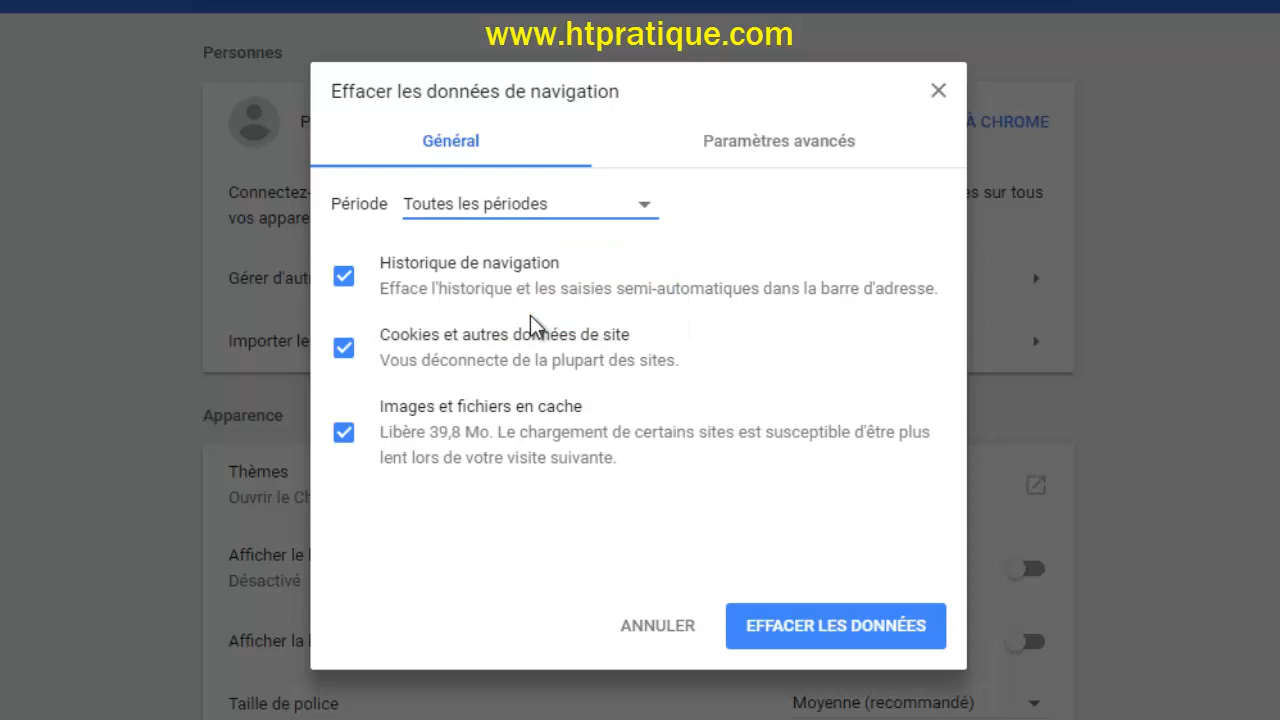 www.htpratique.com
Personnes
Effacer les données de navigation
P
À CHROME
Général
Paramètres avancés
Connectez-
es sur tous
vos appare
Période Toutes les périodes
Historique de navigation
Gérer d'aut
Efface l'historique et les saisies semi-automatiques dans la barre d'adresse.
Cookies et autres données de site
Importer le
Vous déconnecte de la plupart des sites.
Images et fichiers en cache
Apparence
Libère 39,8 Mo. Le chargement de certains sites est susceptible d'être plus
lent lors de votre visite suivante.
Thèmes
Ouvrir le Ch
Afficher le
Désactivé
ANNULER
EFFACER LES DONNÉES
Afficher la
Taille de police
Moyenne (recommandé)